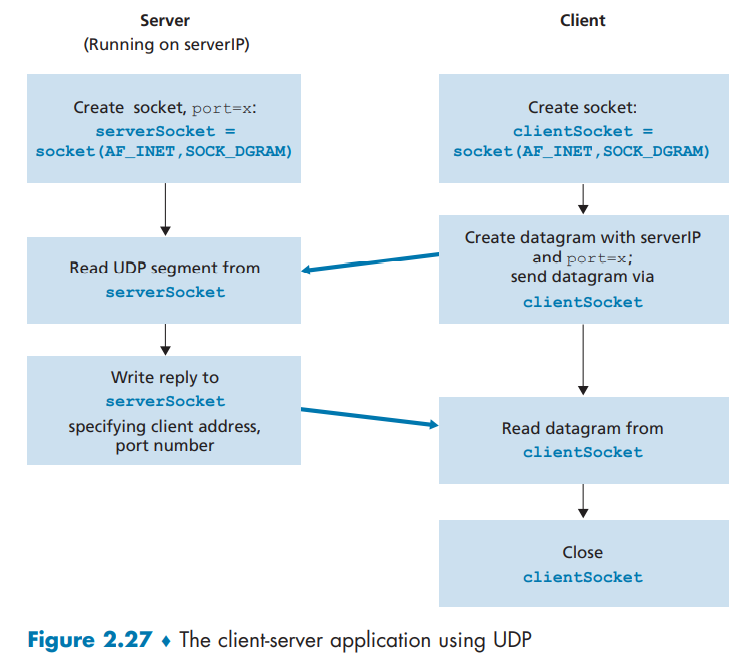 Server
(Running on serverIP)
Create socket, port=x:
serverSocket =
socket(AF_INET,SOCK_DGRAM)
Read UDP segment from
serverSocket
Write reply to
serverSocket
specifying client address,
port number
Client
Create socket:
clientSocket =
socket(AF_INET,SOCK_DGRAM)
Create datagram with serverIP
and port=x;
send datagram via
clientSocket
Read datagram from
clientSocket
Close
clientSocket
Figure 2.27 ♦ The client-server application using UDP